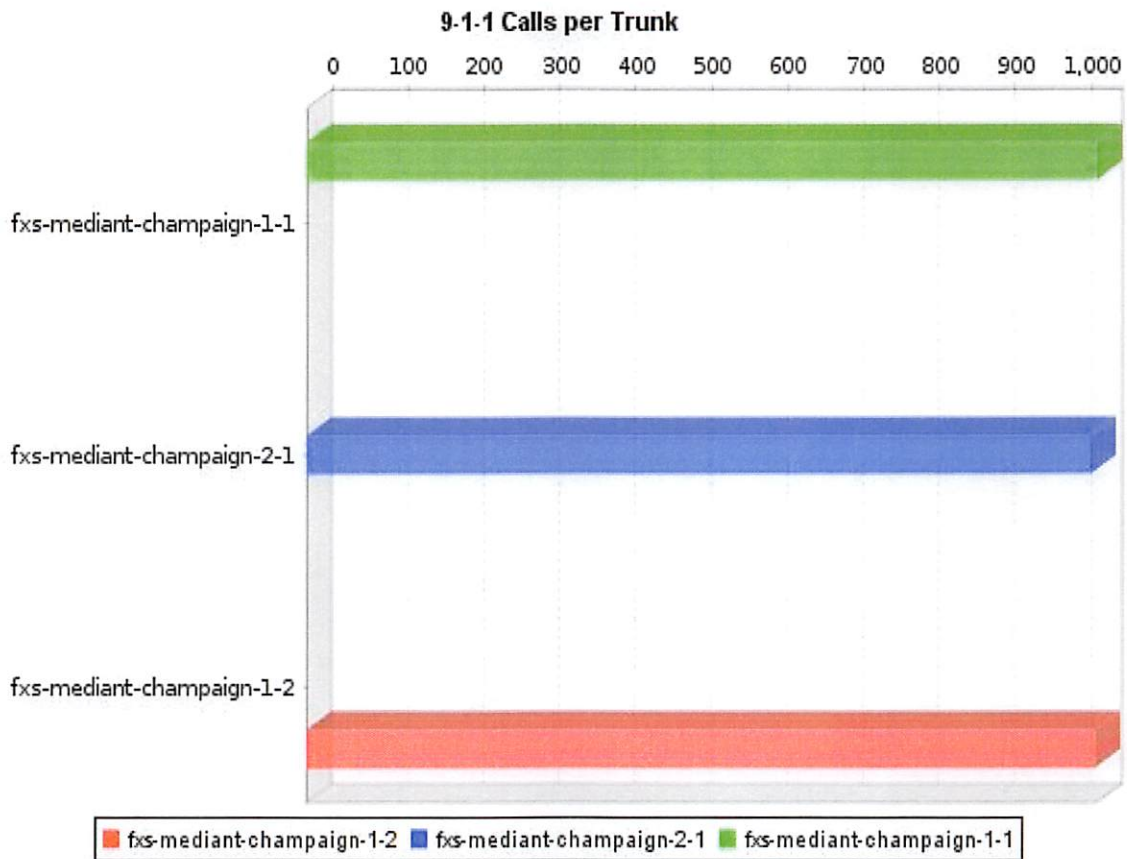 9-1-1 Calls per Trunk
0 100 200 300 400 500 600 700 800 900 1,000
fxs-mediant-champaign-1-1
fxs-mediant-champaign-2-1
fxs-mediant-champaign-1-2
fxs-mediant-champaign-1-2 fxs-mediant-champaign-2-1 fxs-mediant-champaign-1-1